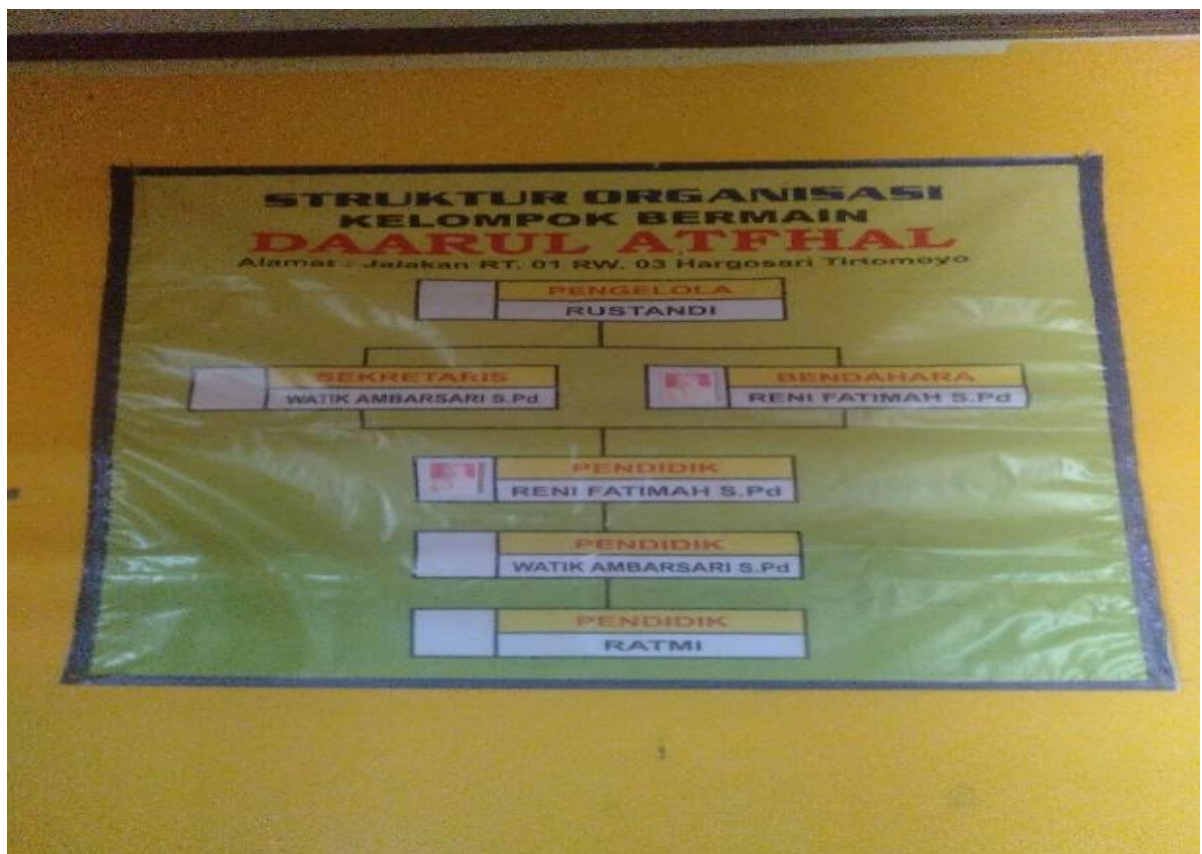 STRUKTUR ORGANISASI
KELOMPOK BERMAIN
DAARUL ATFHAL
Alamat : Jatakan RT. 01 RW. 03 Hargosari Tirtomoyo
PENGELOLA
RUSTANDI
SEKRETARIS
WATIK AMBARSARI S.Pd
BENDAHARA
RENI FATIMAH S.Pd
PENDIDIK
RENI FATIMAH S.Pd
PENDIDIK
WATIK AMBARSARI S.Pd
PENDIDIK
RATMI